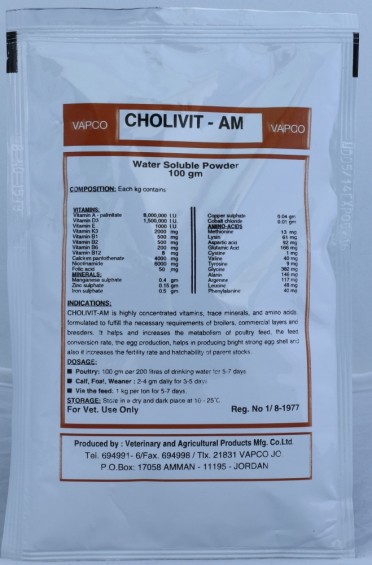 VAPCO CHOLIVIT - AM VAPCO
Water Soluble Powder
100 gm
COMPOSITION: Each kg contains
VITAMINS:
Vitamin A - palmitate 8,000,000 I.U
Vitamin D3 1,500,000 I.U
Vitamin E 1000 I.U
Vitamin K3 2000 mg
Vitamin B1 500 mg
Vitamin B2 500 mg
Vitamin B6 200 mg
Vitamin B12 8 mg
Calcium pantothenate 4000 mg
Nicotinamide 6000 mg
Folic acid 50 mg
MINERALS:
Manganese sulphate 0.4 gm
Zinc sulphate 0.15 gm
Iron sulphate 0.5 gm
Copper sulphate 0.04 gm
Cobalt chloride 0.01 gm
AMINO-ACIDS
Methionine 13 mg
Lysin 61 mg
Aspartic acid 92 mg
Glutamic Acid 166 mg
Cystine 1 mg
Valine 40 mg
Tyrosine 9 mg
Glycine 362 mg
Alanin 146 mg
Arginine 117 mg
Leucine 48 mg
Phenylalanine 40 mg
INDICATIONS:
CHOLIVIT-AM is highly concentrated vitamins, trace minerals, and amino acids,
formulated to fulfill the necessary requirements of broilers, commercial layers and
breeders. It helps and increases the metabolism of poultry feed, the feed
conversion rate, the egg production, helps in producing bright strong egg shell and
also it increases the fertility rate and hatchability of parent stocks.
DOSAGE:
■ Poultry: 100 gm per 200 litres of drinking water for 5-7 days
■ Calf, Foal, Weaner : 2-4 gm daily for 3-5 days
■ Via the feed: 1 kg per ton for 5-7 days.
STORAGE: Store in a dry and dark place at 10 - 25°C.
For Vet. Use Only Reg. No 1/ 8-1977
Produced by : Veterinary and Agricultural Products Mfg. Co.Ltd.
Tel. 694991- 6/Fax. 694998 / Tlx. 21831 VAPCO JO
P.O.Box: 17058 AMMAN - 11195 - JORDAN